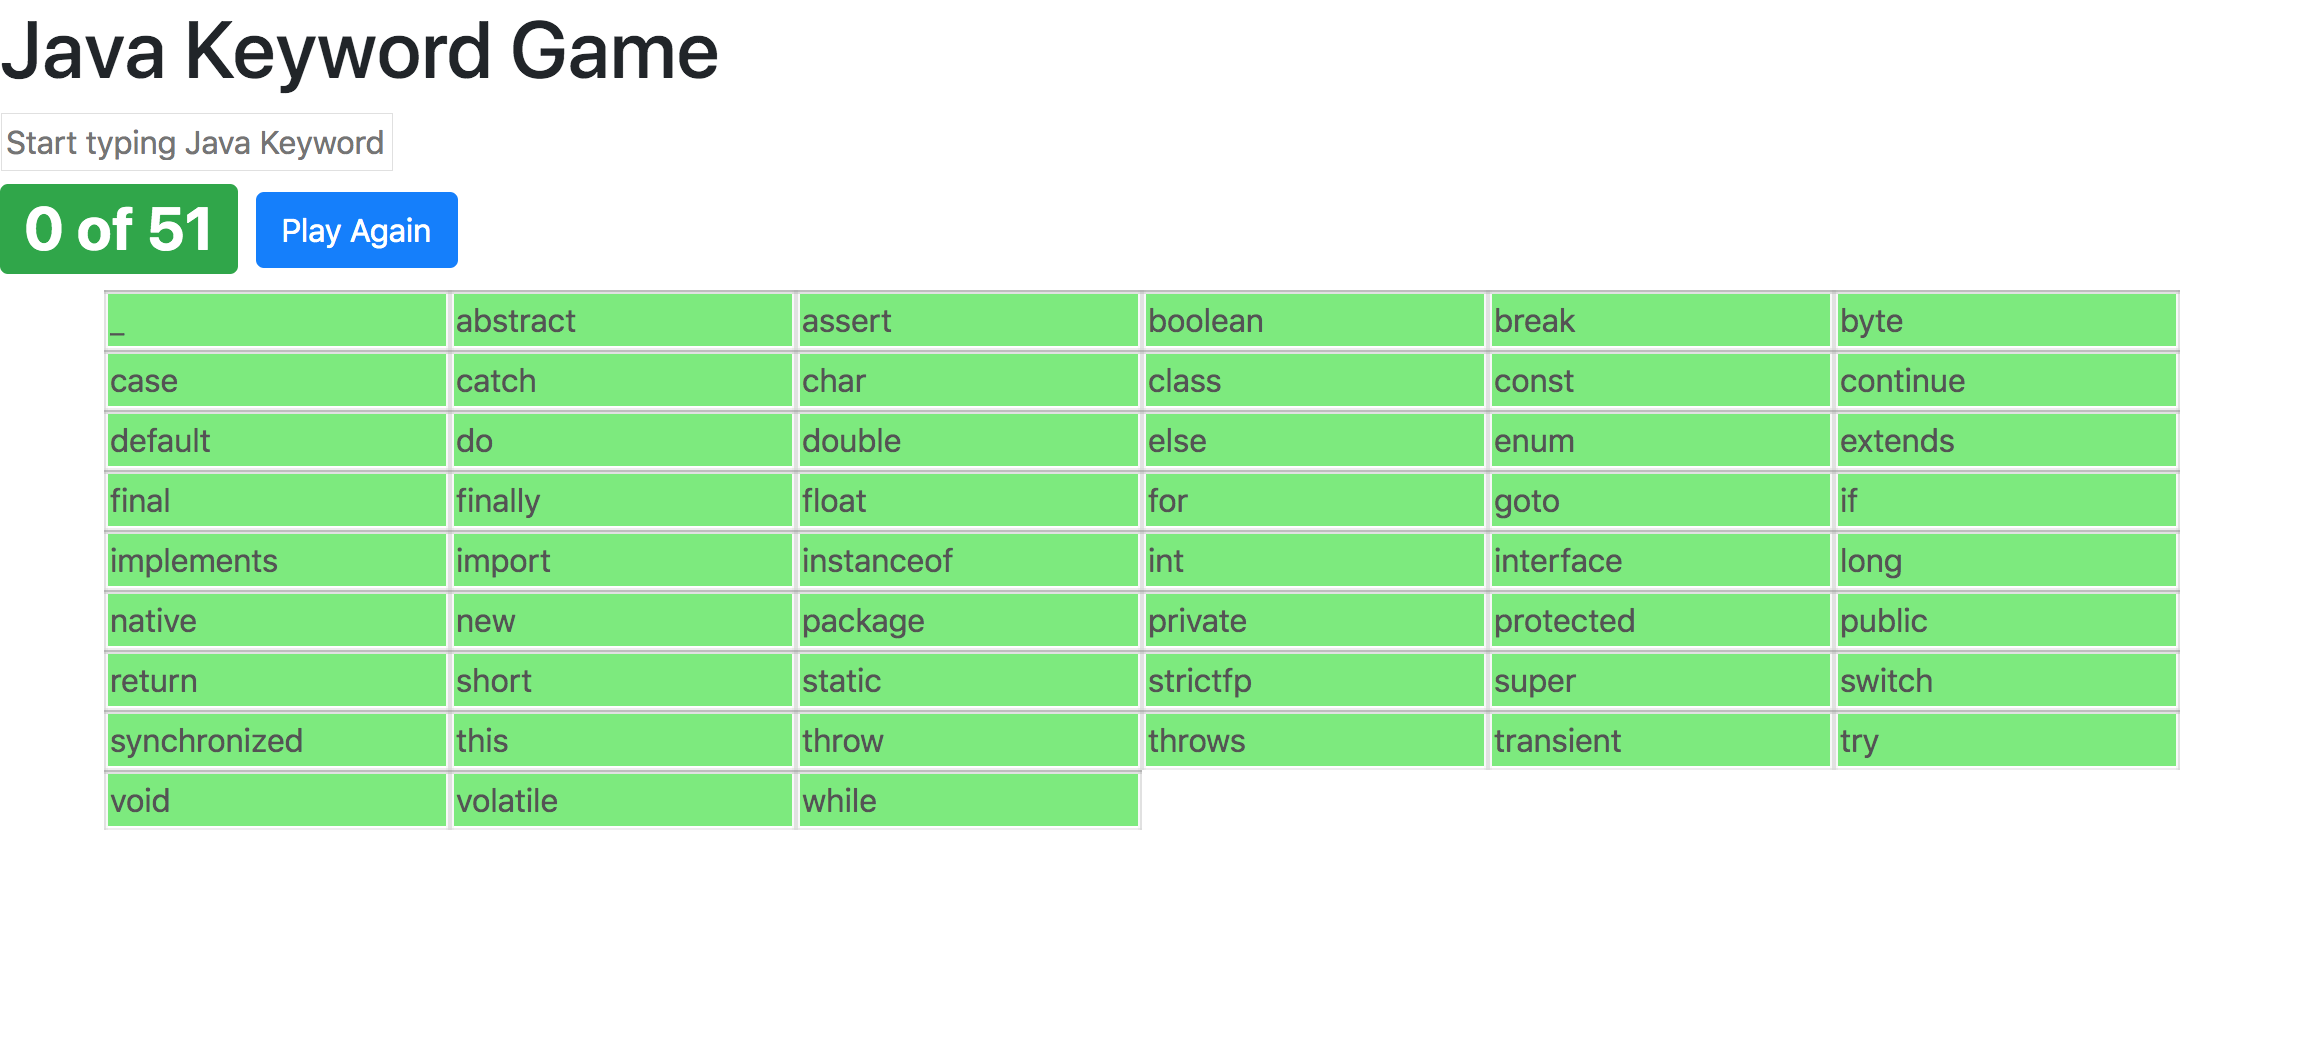 Java Keyword Game
Start typing Java Keyword
0 of 51 Play Again
_ abstract assert boolean break byte
case catch char class const continue
default do double else enum extends
final finally float for goto if
implements import instanceof int interface long
native new package private protected public
return short static strictfp super switch
synchronized this throw throws transient try
void volatile while